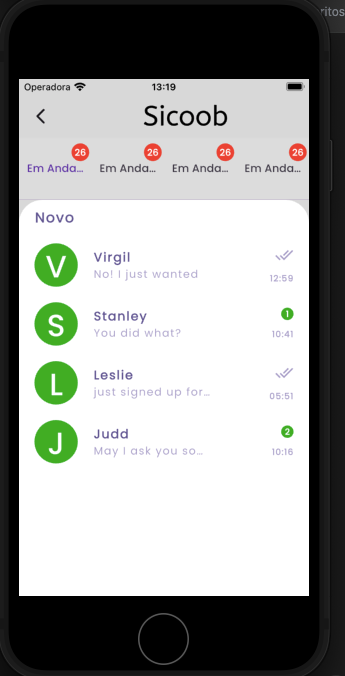 ritos
Operadora 13:19
Sicoob
26 26 26 26
Em Anda... Em Anda... Em Anda... Em Anda...
Novo
V Virgil
No! I just wanted 12:59
S Stanley 1
You did what? 10:41
L Leslie
just signed up for... 05:51
J Judd 2
May I ask you so... 10:16